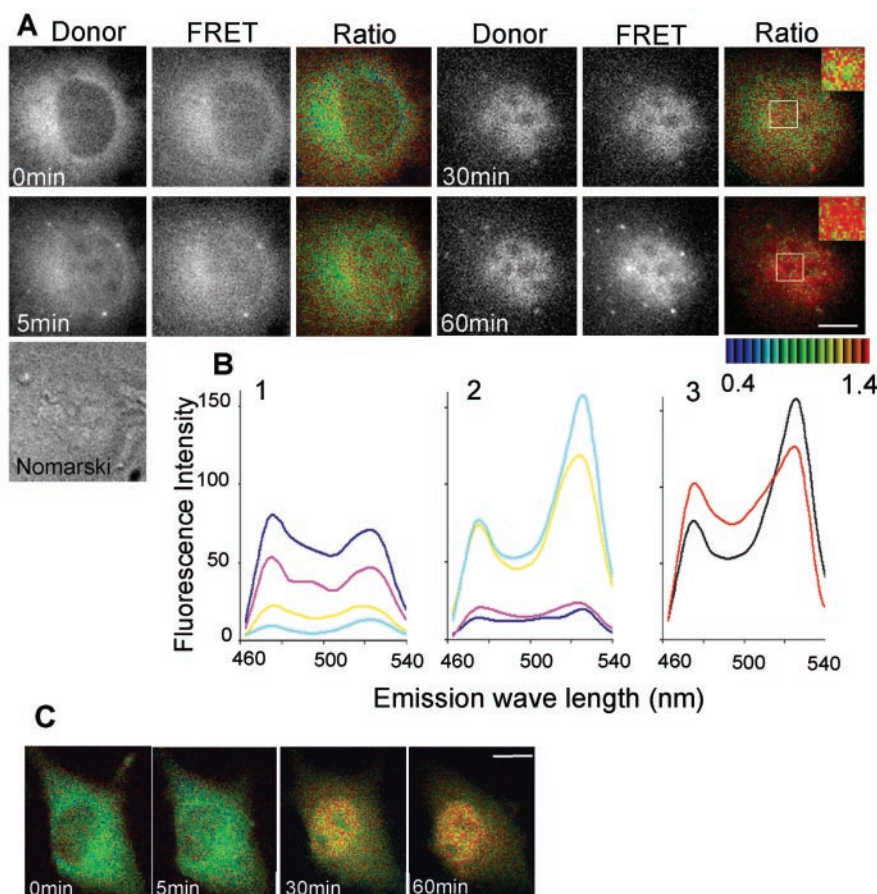 A
Donor FRET Ratio Donor FRET Ratio
0min 30min
5min 60min
0.4 1.4
Nomarski
B
1 2 3
Fluorescence Intensity
150
100
50
0
460 500 540 460 500 540 460 500 540
Emission wave length (nm)
C
0min 5min 30min 60min